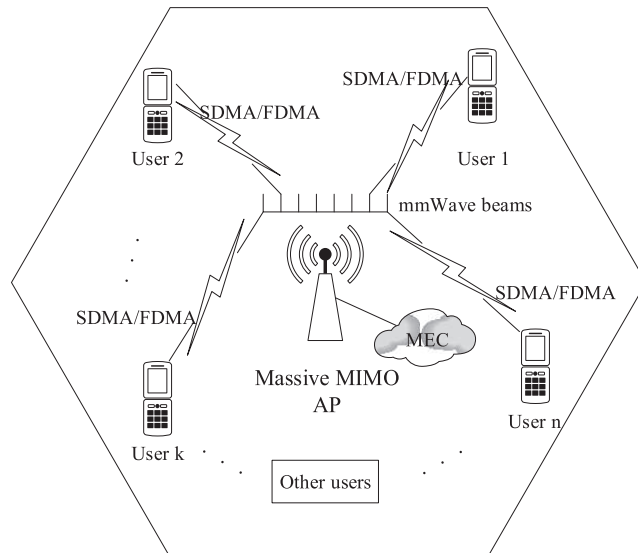 SDMA/FDMA
SDMA/FDMA
User 2
User 1
mmWave beams
SDMA/FDMA
SDMA/FDMA
MEC
Massive MIMO
AP
User k
User n
Other users